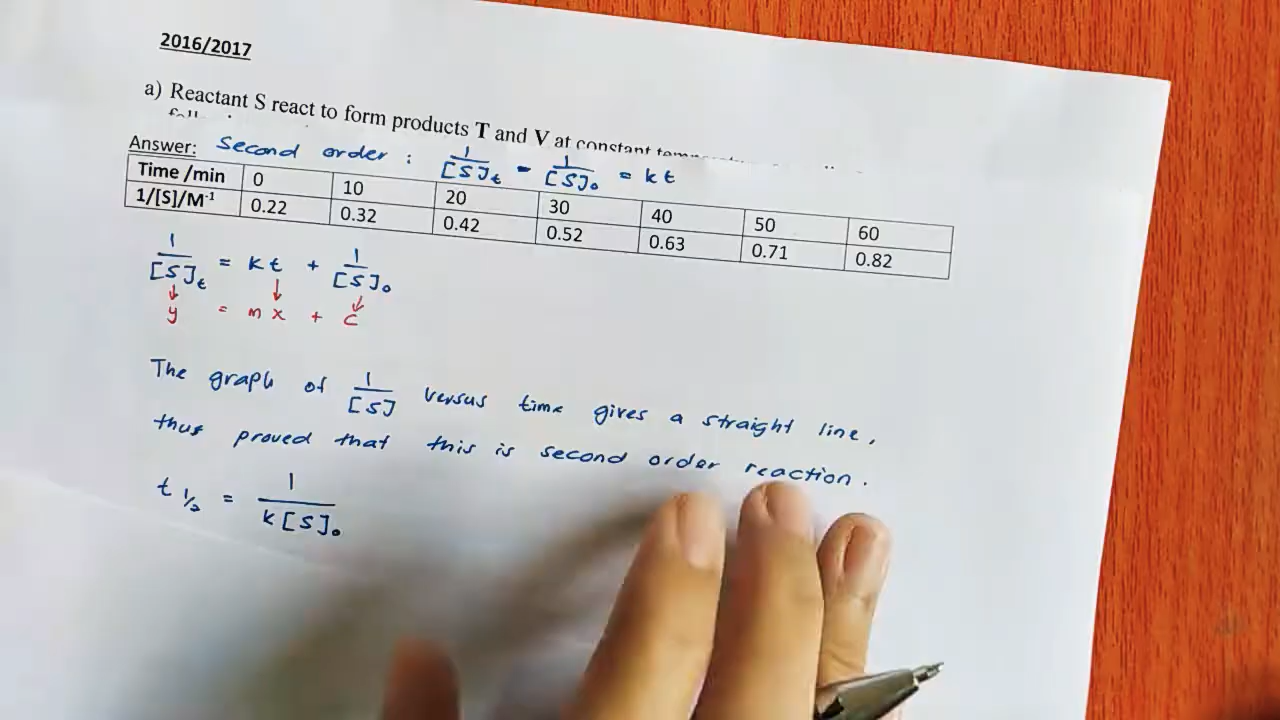 2016/2017
a) Reactant S react to form products T and V at constant
Answer: Second order : 1/[S]t - 1/[S]₀ = kt
Time /min 0 10 20 30 40 50 60
1/[S]/M⁻¹ 0.22 0.32 0.42 0.52 0.63 0.71 0.82
1/[S]t = kt + 1/[S]₀
y = mx + c
The graph of 1/[S] versus time gives a straight line,
thus proved that this is second order reaction.
t ½ = 1/k[S]₀